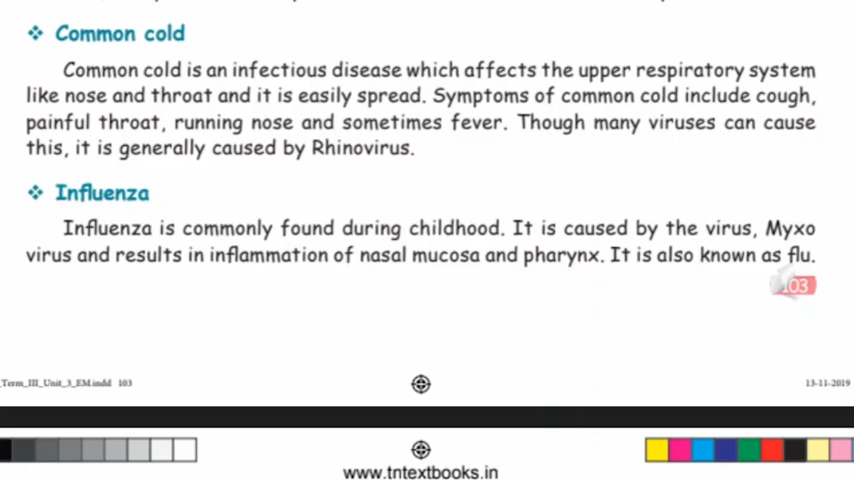 ❖ Common cold
Common cold is an infectious disease which affects the upper respiratory system
like nose and throat and it is easily spread. Symptoms of common cold include cough,
painful throat, running nose and sometimes fever. Though many viruses can cause
this, it is generally caused by Rhinovirus.
❖ Influenza
Influenza is commonly found during childhood. It is caused by the virus, Myxo
virus and results in inflammation of nasal mucosa and pharynx. It is also known as flu.
103
_Term_III_Unit_3_EM.indd 103
13-11-2019
www.tntextbooks.in